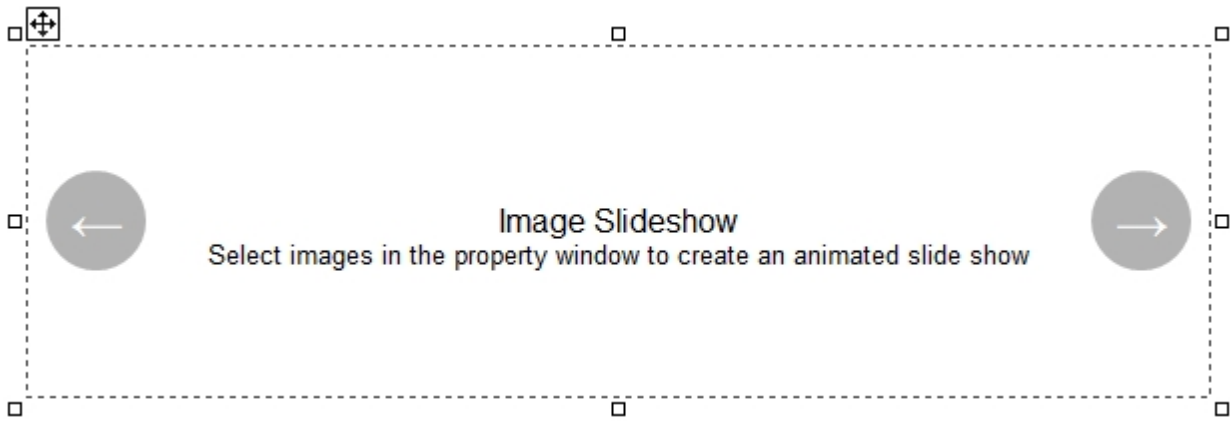 Image Slideshow
Select images in the property window to create an animated slide show